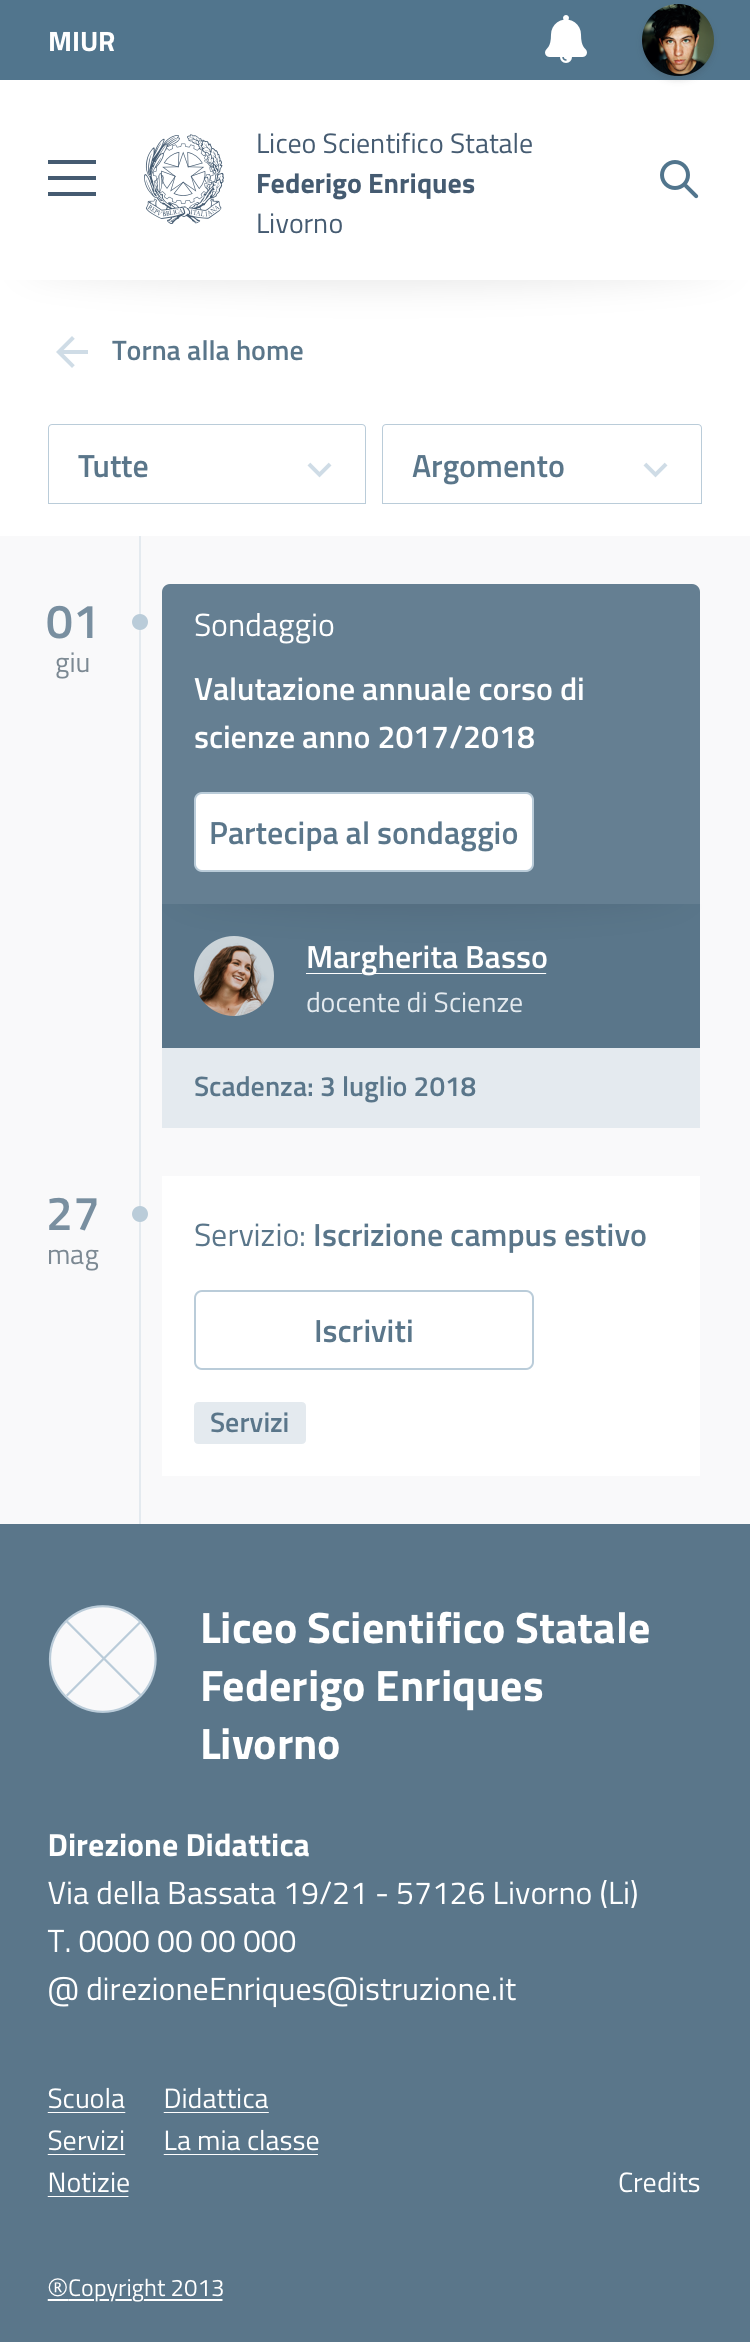 MIUR
Liceo Scientifico Statale
Federigo Enriques
Livorno
REPVBBLICA ITALIANA
Torna alla home
Tutte
Argomento
01
giu
Sondaggio
Valutazione annuale corso di
scienze anno 2017/2018
Partecipa al sondaggio
Margherita Basso
docente di Scienze
Scadenza: 3 luglio 2018
27
mag
Servizio: Iscrizione campus estivo
Iscriviti
Servizi
Liceo Scientifico Statale
Federigo Enriques
Livorno
Direzione Didattica
Via della Bassata 19/21 - 57126 Livorno (Li)
T. 0000 00 00 000
@ direzioneEnriques@istruzione.it
Scuola Didattica
Servizi La mia classe
Notizie Credits
®Copyright 2013